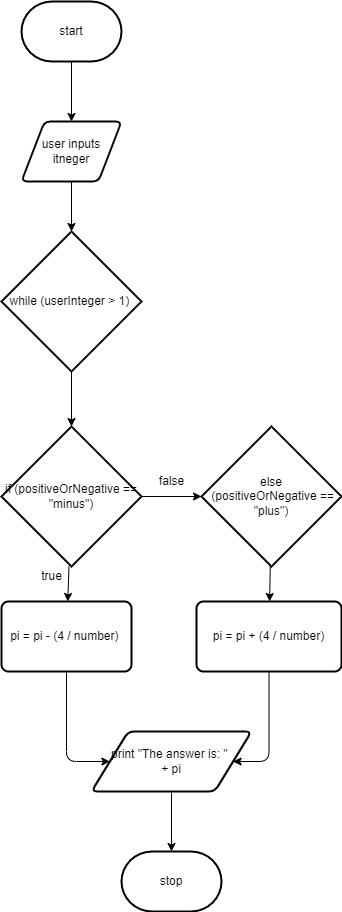 start
user inputs
itneger
while (userInteger > 1)
if (positiveOrNegative ==
"minus")
false
else
(positiveOrNegative ==
"plus")
true
pi = pi - (4 / number)
pi = pi + (4 / number)
print "The answer is: "
+ pi
stop